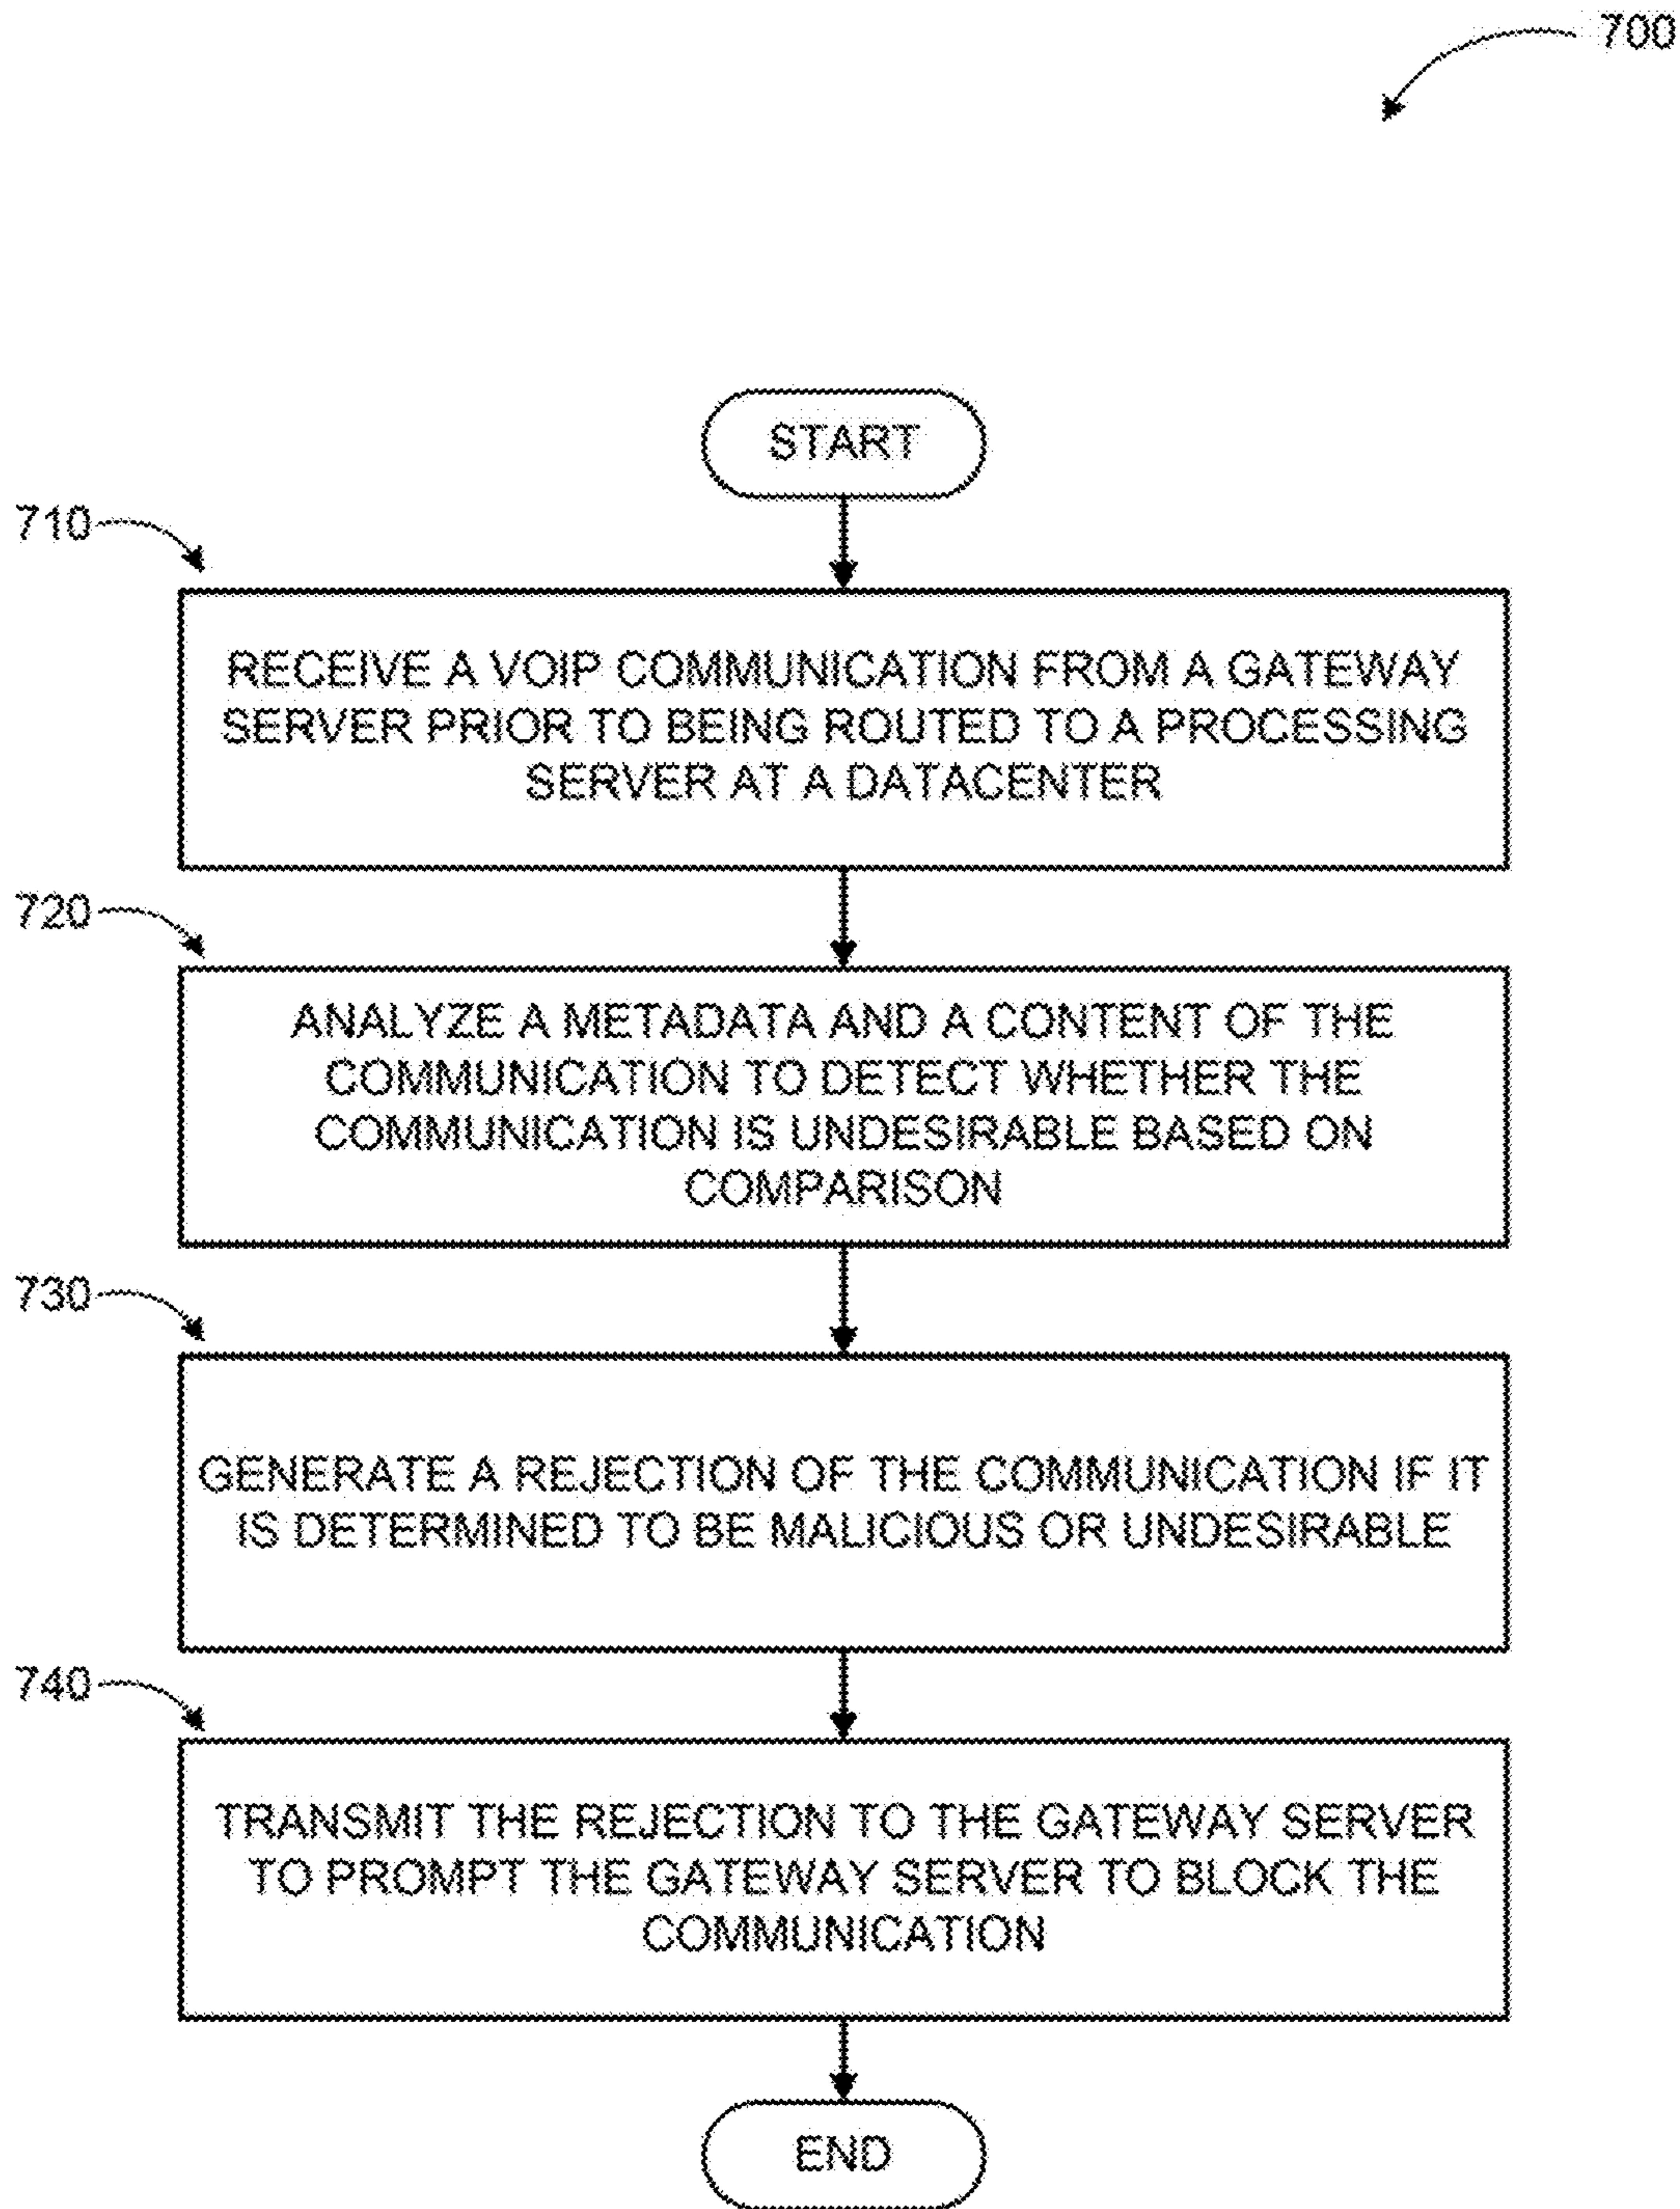 700
START
710
RECEIVE A VOIP COMMUNICATION FROM A GATEWAY
SERVER PRIOR TO BEING ROUTED TO A PROCESSING
SERVER AT A DATACENTER
720
ANALYZE A METADATA AND A CONTENT OF THE
COMMUNICATION TO DETECT WHETHER THE
COMMUNICATION IS UNDESIRABLE BASED ON
COMPARISON
730
GENERATE A REJECTION OF THE COMMUNICATION IF IT
IS DETERMINED TO BE MALICIOUS OR UNDESIRABLE
740
TRANSMIT THE REJECTION TO THE GATEWAY SERVER
TO PROMPT THE GATEWAY SERVER TO BLOCK THE
COMMUNICATION
END